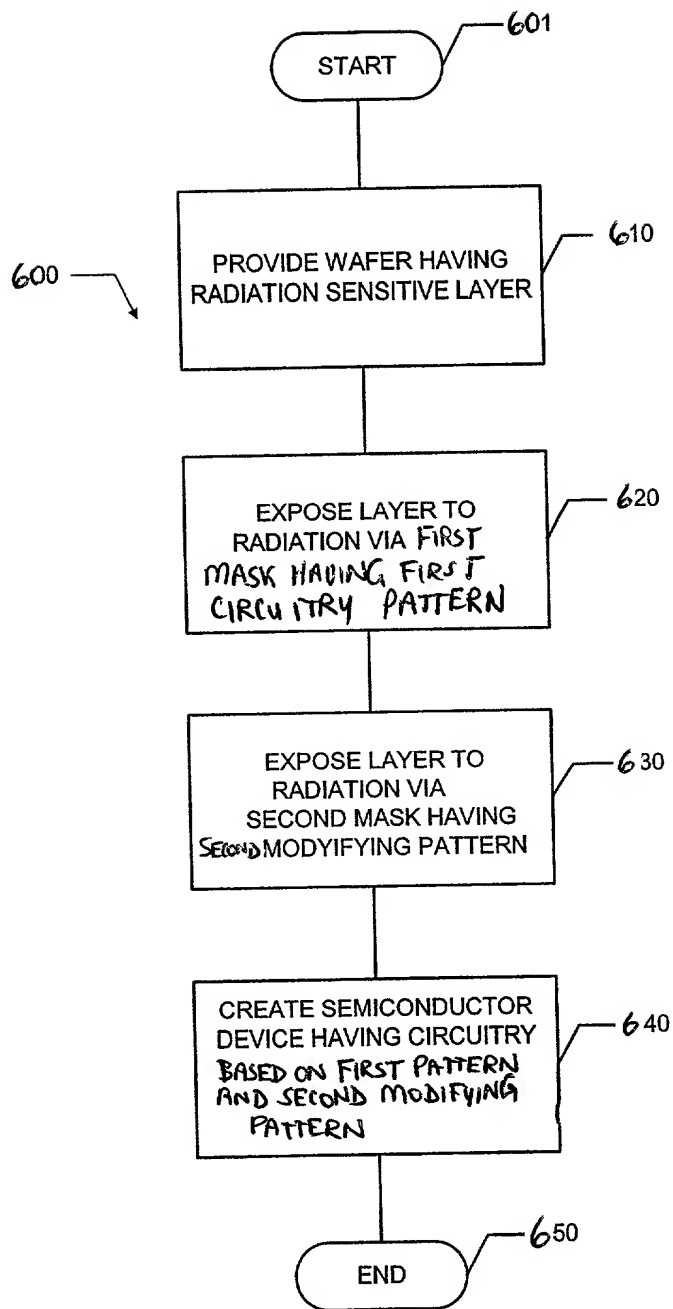 601
START
610
PROVIDE WAFER HAVING
RADIATION SENSITIVE LAYER
600
620
EXPOSE LAYER TO
RADIATION VIA FIRST
MASK HAVING FIRST
CIRCUITRY PATTERN
630
EXPOSE LAYER TO
RADIATION VIA
SECOND MASK HAVING
SECOND MODYIFYING PATTERN
640
CREATE SEMICONDUCTOR
DEVICE HAVING CIRCUITRY
BASED ON FIRST PATTERN
AND SECOND MODIFYING
PATTERN
650
END